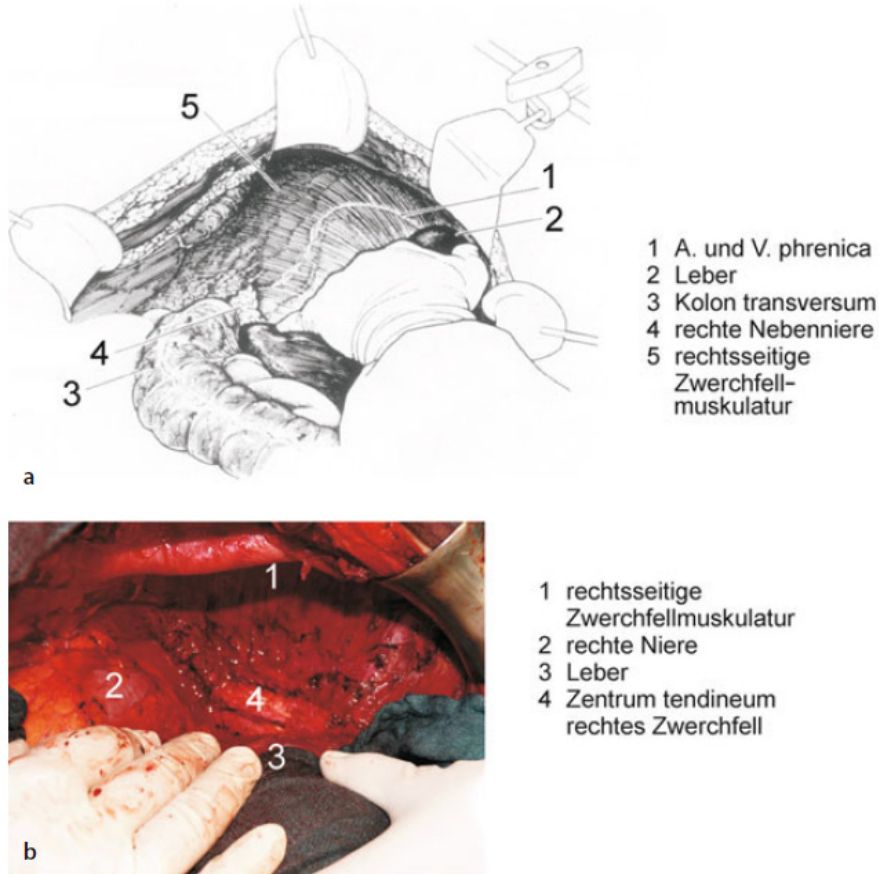 5
1
2
4
3
a
1 A. und V. phrenica
2 Leber
3 Kolon transversum
4 rechte Nebenniere
5 rechtsseitige
Zwerchfell-
muskulatur
1
2
4
3
b
1 rechtsseitige
Zwerchfellmuskulatur
2 rechte Niere
3 Leber
4 Zentrum tendineum
rechtes Zwerchfell